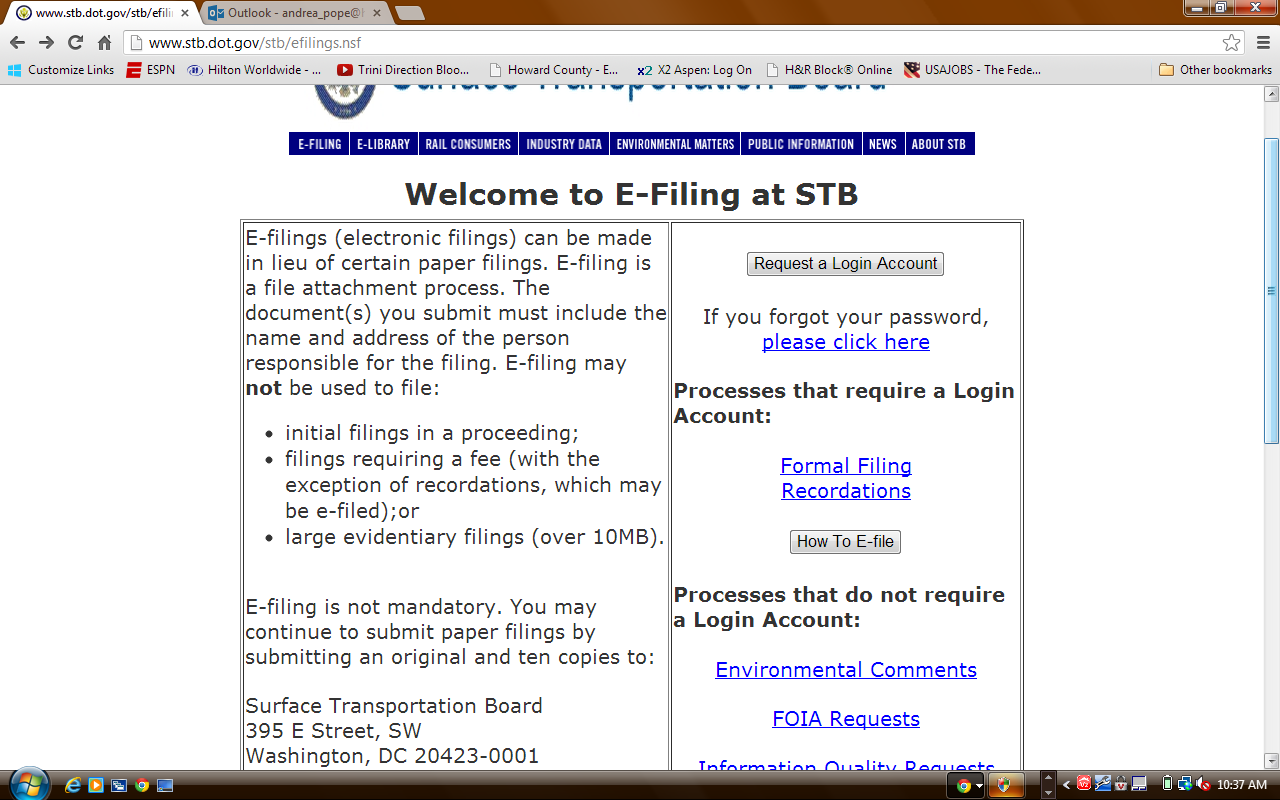 www.stb.dot.gov/stb/efili
Outlook - andrea_pope@h
www.stb.dot.gov/stb/efilings.nsf
Customize Links
ESPN
Hilton Worldwide - ...
Trini Direction Bloo...
Howard County - E...
x2 X2 Aspen: Log On
H&R Block® Online
USAJOBS - The Fede...
Other bookmarks
Surface Transportation Board
E-FILING
E-LIBRARY
RAIL CONSUMERS
INDUSTRY DATA
ENVIRONMENTAL MATTERS
PUBLIC INFORMATION
NEWS
ABOUT STB
Welcome to E-Filing at STB
E-filings (electronic filings) can be made
in lieu of certain paper filings. E-filing is
a file attachment process. The
document(s) you submit must include the
name and address of the person
responsible for the filing. E-filing may
not be used to file:
• initial filings in a proceeding;
• filings requiring a fee (with the
exception of recordations, which may
be e-filed);or
• large evidentiary filings (over 10MB).
E-filing is not mandatory. You may
continue to submit paper filings by
submitting an original and ten copies to:
Surface Transportation Board
395 E Street, SW
Washington, DC 20423-0001
Request a Login Account
If you forgot your password,
please click here
Processes that require a Login
Account:
Formal Filing
Recordations
How To E-file
Processes that do not require
a Login Account:
Environmental Comments
FOIA Requests
Information Quality Requests
10:37 AM